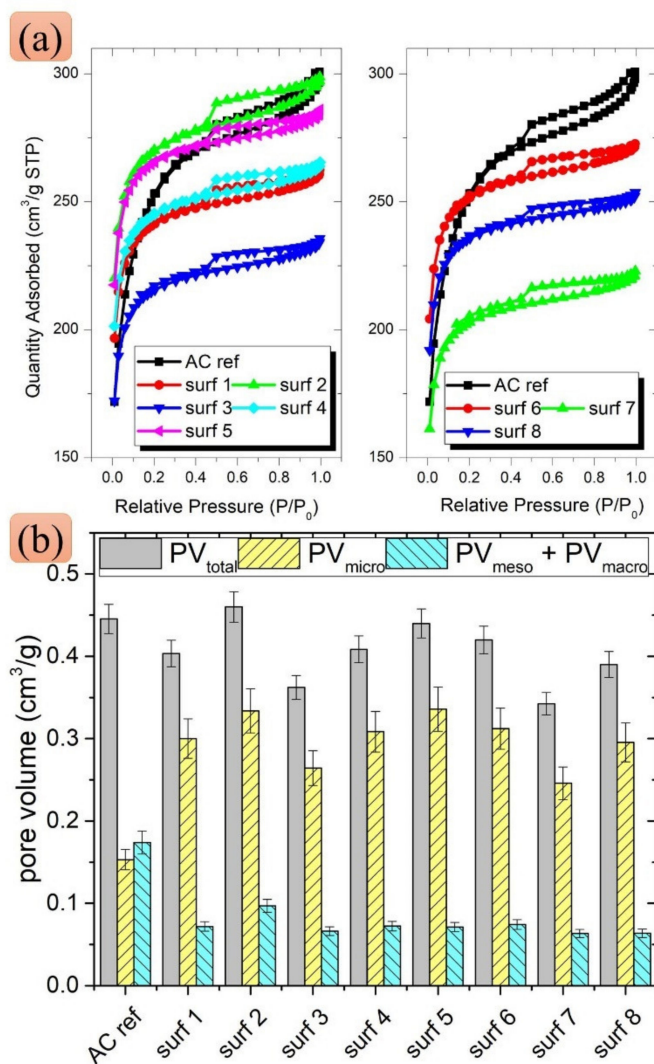 (a)
300
250
200
150
Quantity Adsorbed (cm³/g STP)
AC ref
surf 1 surf 2
surf 3 surf 4
surf 5
0.0 0.2 0.4 0.6 0.8 1.0
Relative Pressure (P/P₀)
300
250
200
150
AC ref
surf 6 surf 7
surf 8
0.0 0.2 0.4 0.6 0.8 1.0
Relative Pressure (P/P₀)
(b)
PVtotal PVmicro PVmeso + PVmacro
0.5
0.4
0.3
0.2
0.1
0.0
pore volume (cm³/g)
AC ref surf 1 surf 2 surf 3 surf 4 surf 5 surf 6 surf 7 surf 8